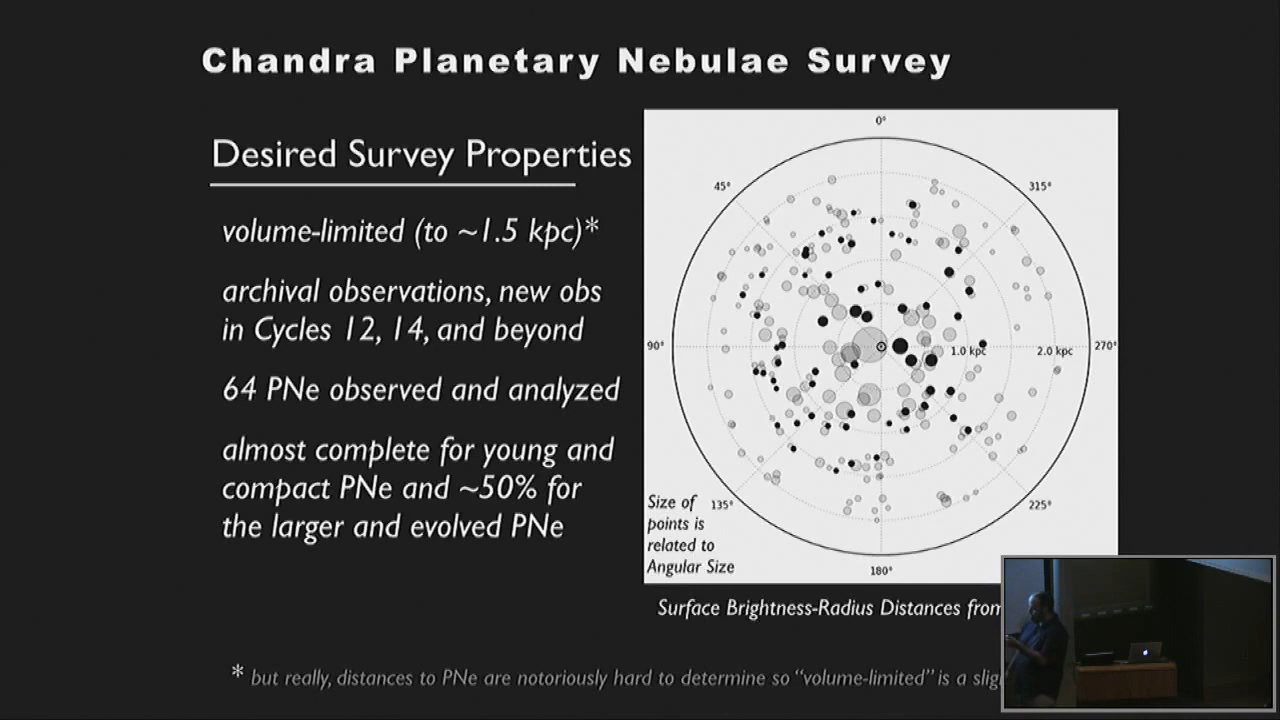 Chandra Planetary Nebulae Survey
Desired Survey Properties
volume-limited (to ~1.5 kpc)*
archival observations, new obs
in Cycles 12, 14, and beyond
64 PNe observed and analyzed
almost complete for young and
compact PNe and ~50% for
the larger and evolved PNe
0°
45°
315°
90°
1.0 kpc
2.0 kpc
270°
135°
225°
180°
Size of
points is
related to
Angular Size
Surface Brightness-Radius Distances from
* but really, distances to PNe are notoriously hard to determine so “volume-limited” is a